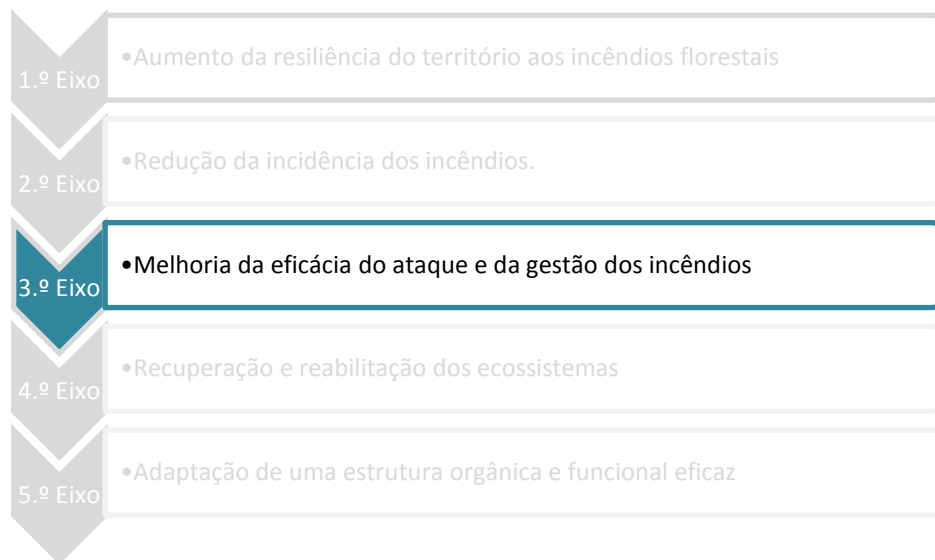 1.º Eixo
•Aumento da resiliência do território aos incêndios florestais
2.º Eixo
•Redução da incidência dos incêndios.
3.º Eixo
•Melhoria da eficácia do ataque e da gestão dos incêndios
4.º Eixo
•Recuperação e reabilitação dos ecossistemas
5.º Eixo
•Adaptação de uma estrutura orgânica e funcional eficaz